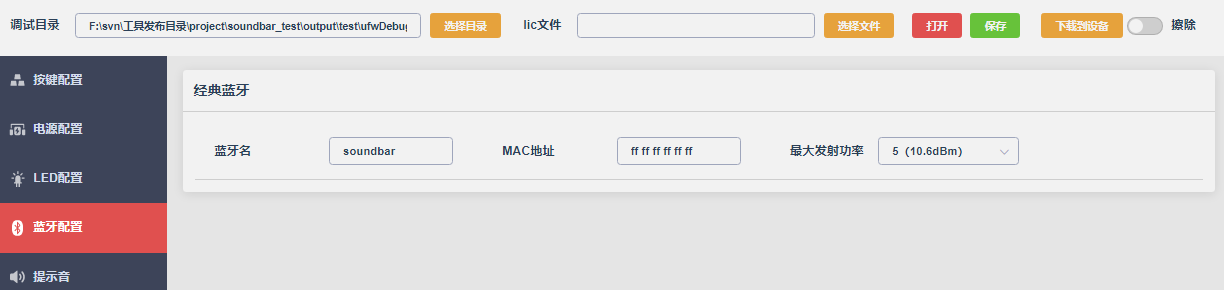 调试目录 F:\svn\工具发布目录\project\soundbar_test\output\test\ufwDebug 选择目录 lic文件 选择文件 打开 保存 下载到设备 擦除
按键配置
经典蓝牙
电源配置
蓝牙名 soundbar MAC地址 ff ff ff ff ff ff 最大发射功率 5 (10.6dBm)
LED配置
蓝牙配置
提示音